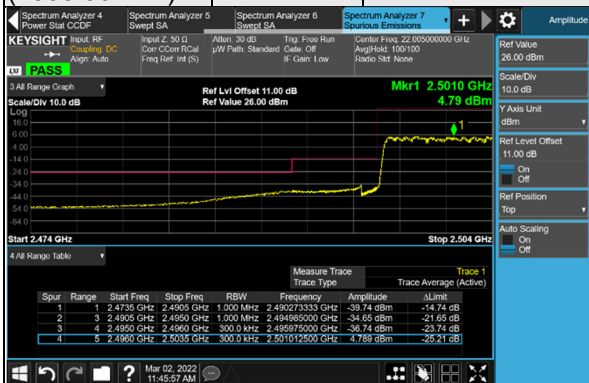 Spectrum Analyzer 4
Power Stat CCDF
Spectrum Analyzer 5
Swept SA
Spectrum Analyzer 6
Swept SA
Spectrum Analyzer 7
Spurious Emissions
Amplitude
KEYSIGHT
Input: RF
Coupling: DC
Align: Auto
Input Z: 50 Ω
Corr CCorr RCal
Freq Ref: Int (S)
Atten: 30 dB
µW Path: Standard
Trig: Free Run
Gate: Off
IF Gain: Low
Center Freq: 22.005000000 GHz
Avg|Hold: 100/100
Radio Std: None
LXI
PASS
3 All Range Graph
Scale/Div 10.0 dB
Ref Lvl Offset 11.00 dB
Ref Value 26.00 dBm
Mkr1 2.5010 GHz
4.79 dBm
Log
16.0
6.00
-4.00
-14.0
-24.0
-34.0
-44.0
-54.0
-64.0
1
Start 2.474 GHz
Stop 2.504 GHz
4 All Range Table
Measure Trace Trace 1
Trace Type Trace Average (Active)
Spur Range Start Freq Stop Freq RBW Frequency Amplitude ΔLimit
1 1 2.4735 GHz 2.4905 GHz 1.000 MHz 2.490273333 GHz -39.74 dBm -14.74 dB
2 3 2.4905 GHz 2.4950 GHz 1.000 MHz 2.494985000 GHz -34.65 dBm -21.65 dB
3 4 2.4950 GHz 2.4960 GHz 300.0 kHz 2.495975000 GHz -36.74 dBm -23.74 dB
4 5 2.4960 GHz 2.5035 GHz 300.0 kHz 2.501012500 GHz 4.789 dBm -25.21 dB
Ref Value
26.00 dBm
Scale/Div
10.0 dB
Y Axis Unit
dBm
Ref Level Offset
11.00 dB
On
Off
Ref Position
Top
Auto Scaling
On
Off
?
Mar 02, 2022
11:45:57 AM